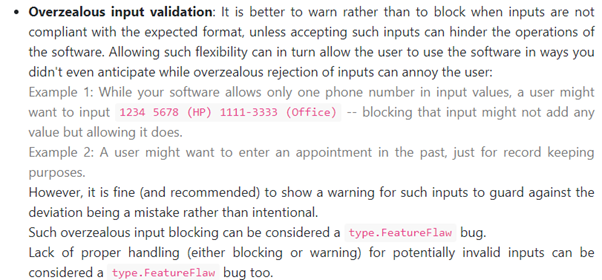 • Overzealous input validation: It is better to warn rather than to block when inputs are not
compliant with the expected format, unless accepting such inputs can hinder the operations of
the software. Allowing such flexibility can in turn allow the user to use the software in ways you
didn't even anticipate while overzealous rejection of inputs can annoy the user:
Example 1: While your software allows only one phone number in input values, a user might
want to input 1234 5678 (HP) 1111-3333 (Office) -- blocking that input might not add any
value but allowing it does.
Example 2: A user might want to enter an appointment in the past, just for record keeping
purposes.
However, it is fine (and recommended) to show a warning for such inputs to guard against the
deviation being a mistake rather than intentional.
Such overzealous input blocking can be considered a type.FeatureFlaw bug.
Lack of proper handling (either blocking or warning) for potentially invalid inputs can be
considered a type.FeatureFlaw bug too.